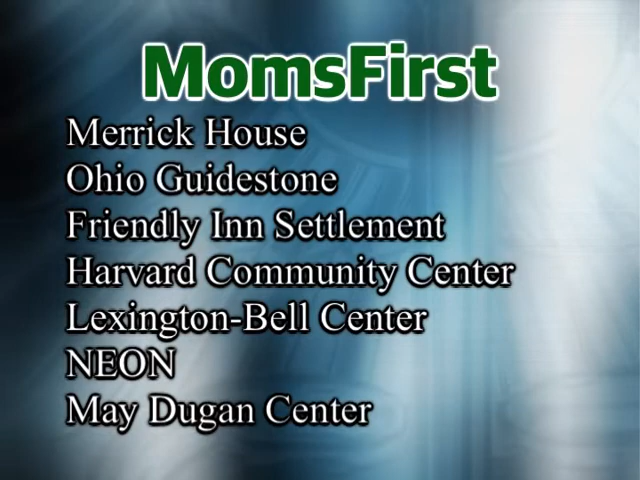 MomsFirst
Merrick House
Ohio Guidestone
Friendly Inn Settlement
Harvard Community Center
Lexington-Bell Center
NEON
May Dugan Center